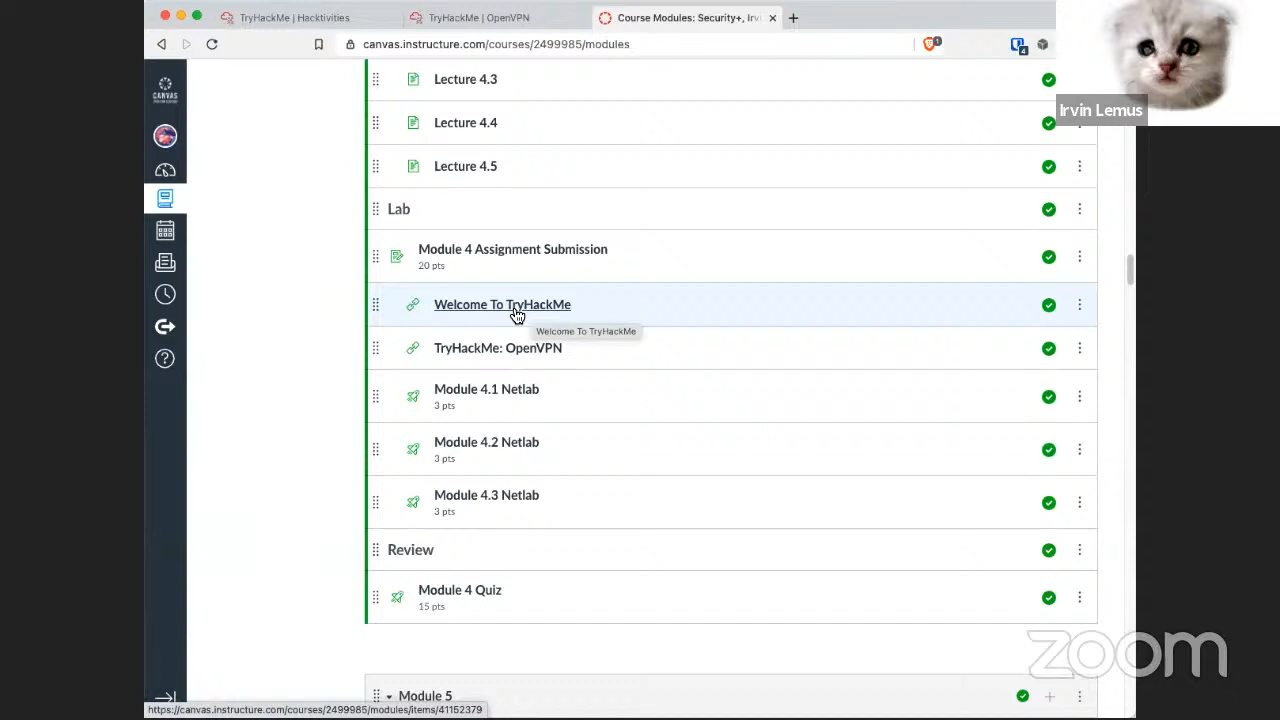 TryHackMe | Hacktivities
TryHackMe | OpenVPN
Course Modules: Security+, Irv
canvas.instructure.com/courses/2499985/modules
1
4
Irvin Lemus
CANVAS
Lecture 4.3
Lecture 4.4
Lecture 4.5
Lab
Module 4 Assignment Submission
20 pts
Welcome To TryHackMe
Welcome To TryHackMe
TryHackMe: OpenVPN
Module 4.1 Netlab
3 pts
Module 4.2 Netlab
3 pts
Module 4.3 Netlab
3 pts
Review
Module 4 Quiz
15 pts
zoom
Module 5
https://canvas.instructure.com/courses/2499985/modules/items/41152379